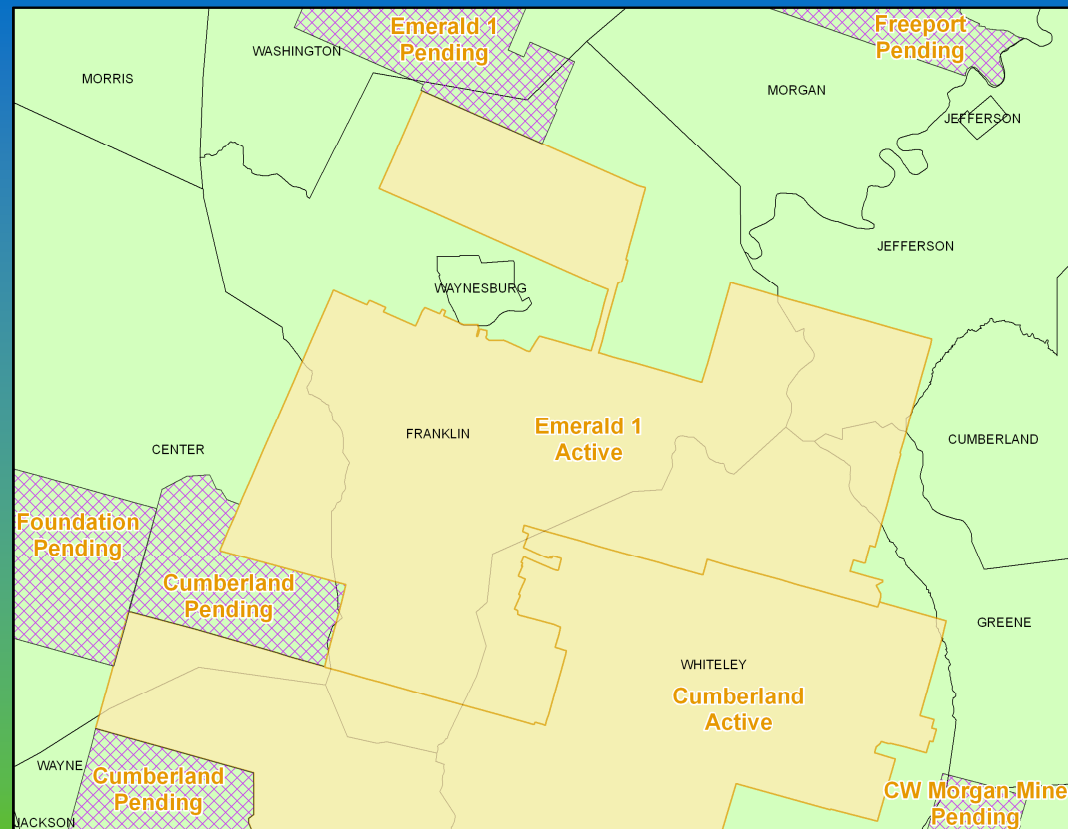 Emerald 1
Pending
Freeport
Pending
WASHINGTON
MORRIS
MORGAN
JEFFERSON
JEFFERSON
WAYNESBURG
Emerald 1
Active
FRANKLIN
CUMBERLAND
CENTER
Foundation
Pending
Cumberland
Pending
GREENE
WHITELEY
Cumberland
Active
WAYNE
Cumberland
Pending
CW Morgan Mine
Pending
JACKSON